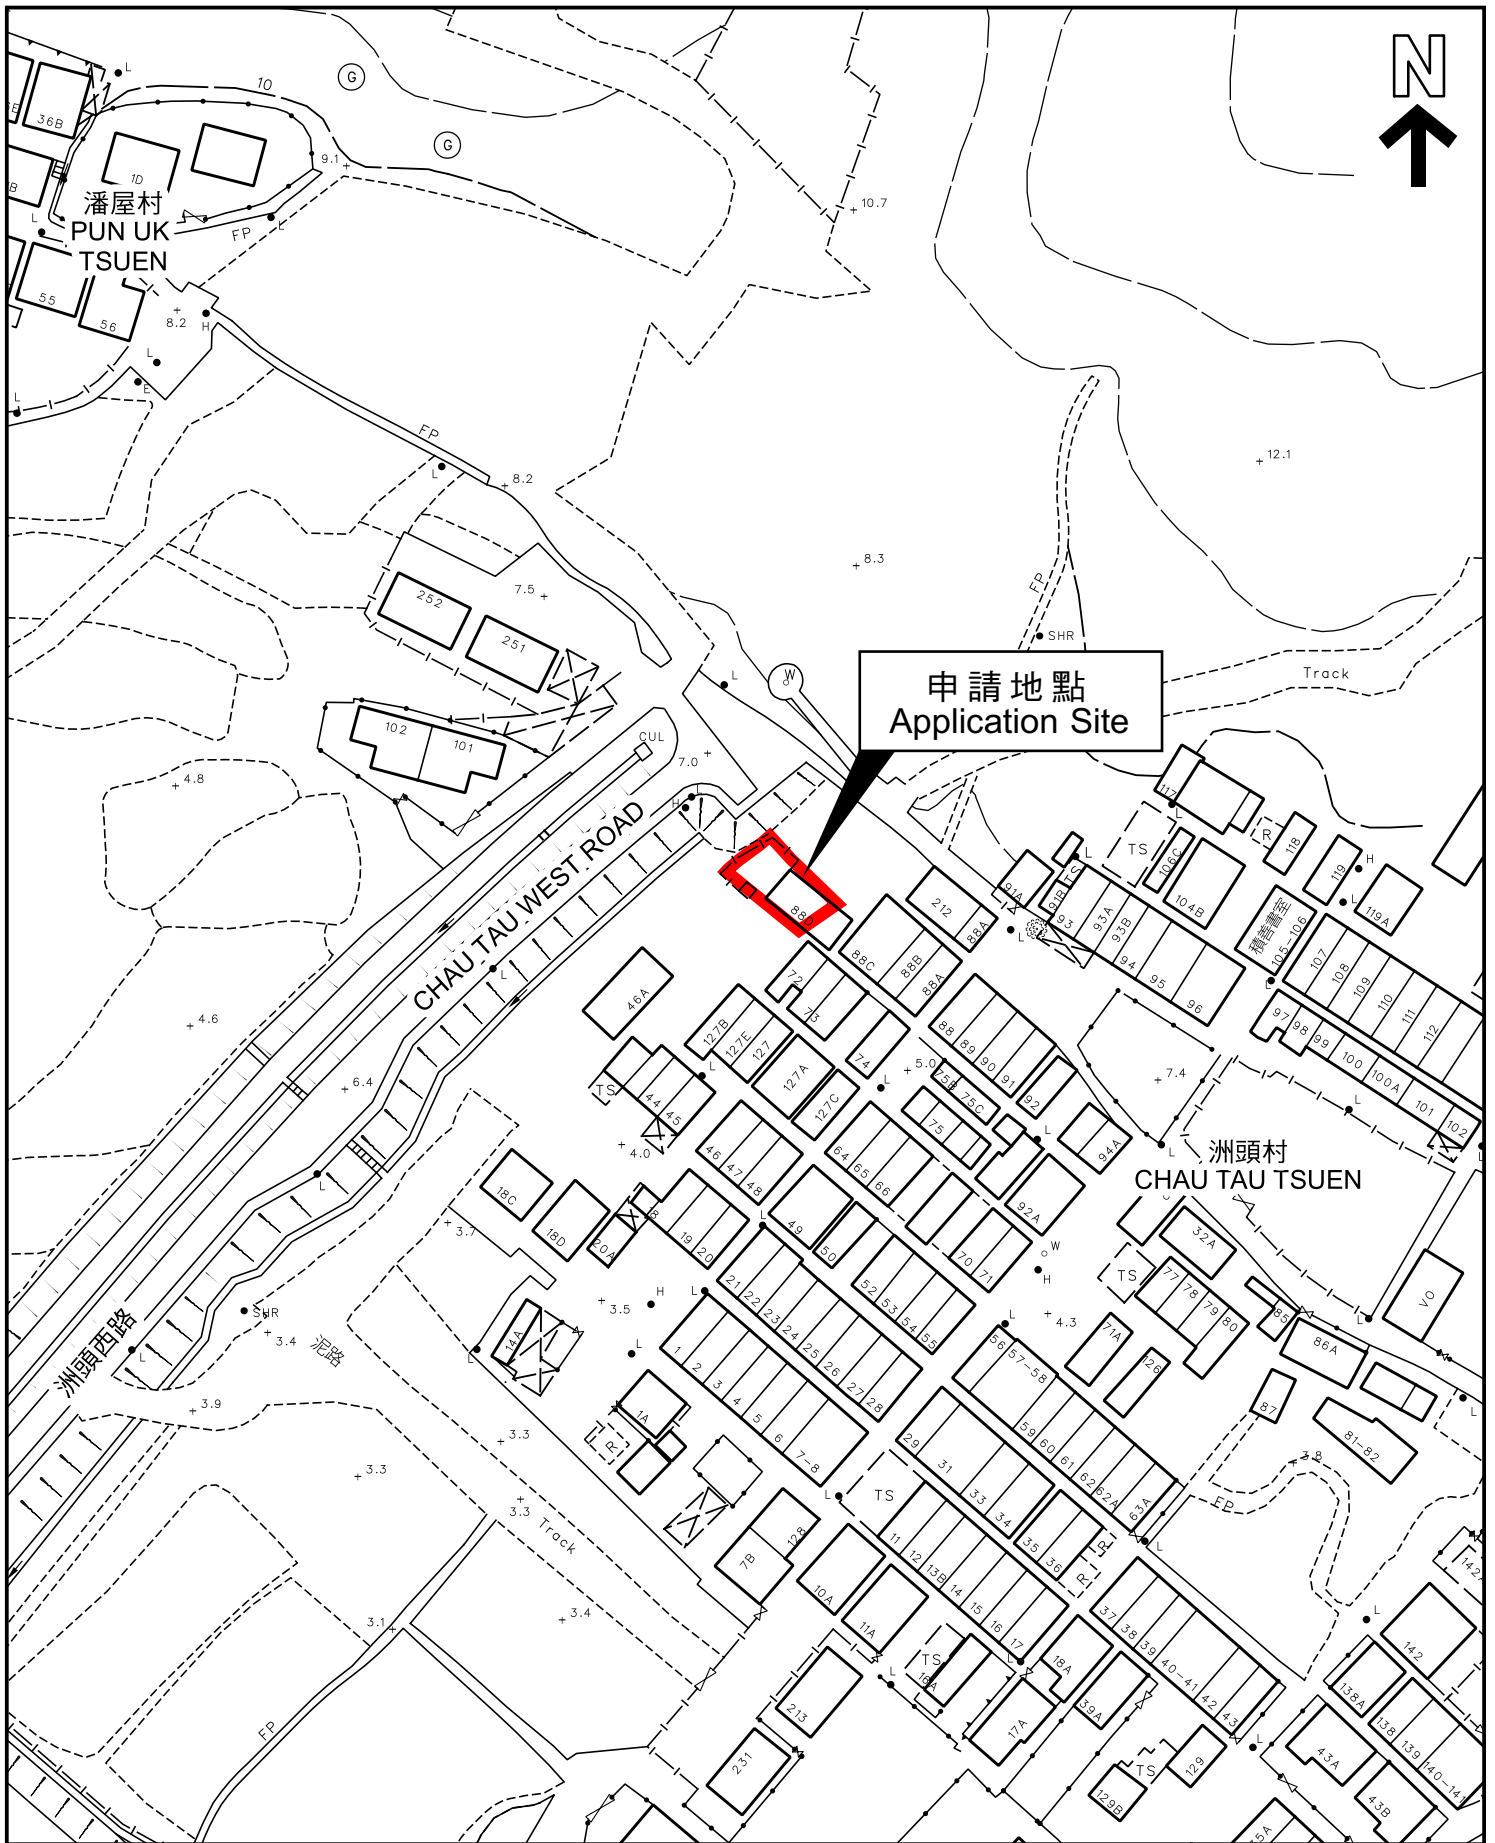 N
10
G
G
L
36B
1D
9.1
潘屋村
PUN UK
TSUEN
FP
L
L
10.7
55
56
8.2
H
L
E
L
FP
L
8.2
12.1
8.3
7.5
252
251
FP
SHR
Track
L
W
申請地點
Application Site
102
101
CUL
7.0
4.8
L
H
CHAU TAU WEST ROAD
117
L
TS
R
118
119
H
L
119A
106C
104B
L
TS
91A
91B
93
93A
93B
94
95
96
積善書室
105-106
L
107
108
109
110
111
112
88D
212
88A
L
88C
88B
88A
72
73
74
46A
L
4.6
6.4
127B
127E
127
127A
127C
L
L
5.0
88
89
90
91
92
75B
75C
75
L
94A
7.4
L
97
98
99
100
100A
101
102
L
L
洲頭村
CHAU TAU TSUEN
TS
44
45
4.0
46
47
48
64
65
66
49
50
92A
70
71
W
H
18C
18D
20A
19
20
L
3.7
L
21
22
23
24
25
26
27
28
52
53
54
55
32A
TS
77
78
79
80
85
86A
L
VO
3.5
H
L
L
4.3
L
71A
126
87
81-82
L
3.8
FP
SHR
3.4
泥路
洲頭西路
L
3.9
14A
L
L
1
2
3
4
5
6
7-8
1A
R
3.3
3.3
3.3
Track
56
57-58
59
60
61
62
62A
63A
L
29
31
33
34
35
36
R
R
L
TS
11
12
13B
14
15
16
17
L
7B
128
10A
11A
TS
16A
L
17A
18A
39A
37
38
39
40-41
42
43
L
142
L
138A
138
139
140-141
3.4
3.1
FP
213
231
129
129B
TS
43A
43B